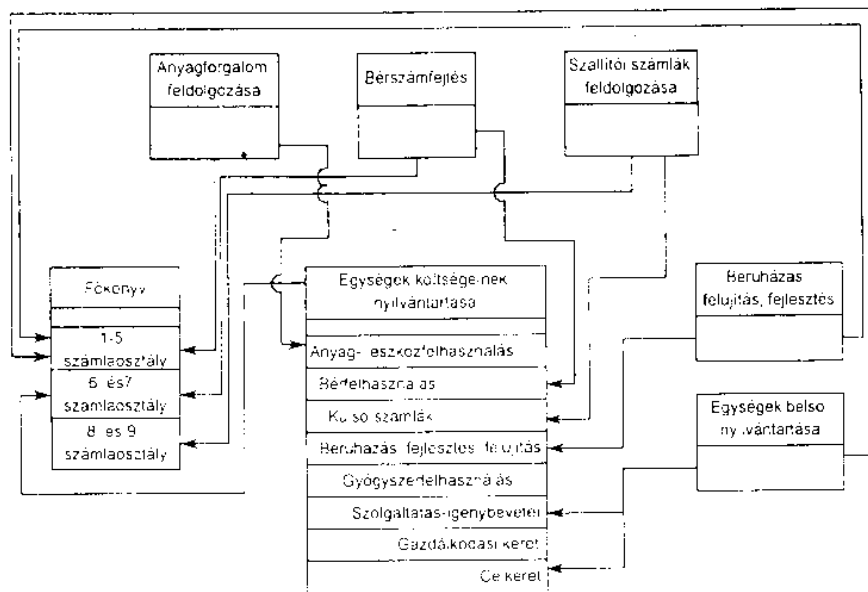 Anyagforgalom
feldolgozása
Bérszámfejtés
Szállítói számlák
feldolgozása
Főkönyv
1-5
számlaosztály
6 és 7
számlaosztály
8 és 9
számlaosztály
Egységek költségeinek
nyilvántartása
Anyag- eszközfelhasználás
Bérfelhasználás
Külső számlák
Beruházás fejlesztés felújítás
Gyógyszerfelhasználás
Szolgáltatás-igénybevétel
Gazdálkodási keret
Célkeret
Beruházás
felújítás, fejlesztés
Egységek belső
nyilvántartása